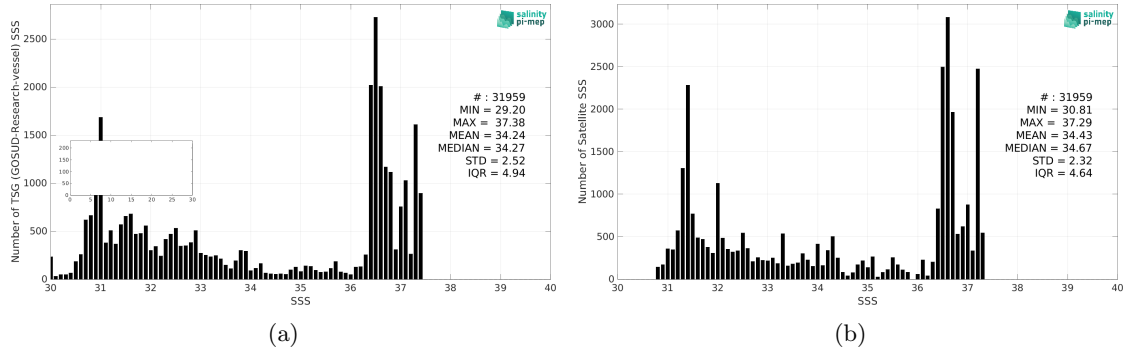 Number of TSG (GOSUD-Research-vessel) SSS
2500
2000
1500
1000
500
0
30 31 32 33 34 35 36 37 38 39 40
SSS
200
150
100
50
0
0 5 10 15 20 25 30
salinity
pi-mep
# : 31959
MIN = 29.20
MAX = 37.38
MEAN = 34.24
MEDIAN = 34.27
STD = 2.52
IQR = 4.94
(a)
Number of Satellite SSS
3000
2500
2000
1500
1000
500
0
30 31 32 33 34 35 36 37 38 39 40
SSS
salinity
pi-mep
# : 31959
MIN = 30.81
MAX = 37.29
MEAN = 34.43
MEDIAN = 34.67
STD = 2.32
IQR = 4.64
(b)